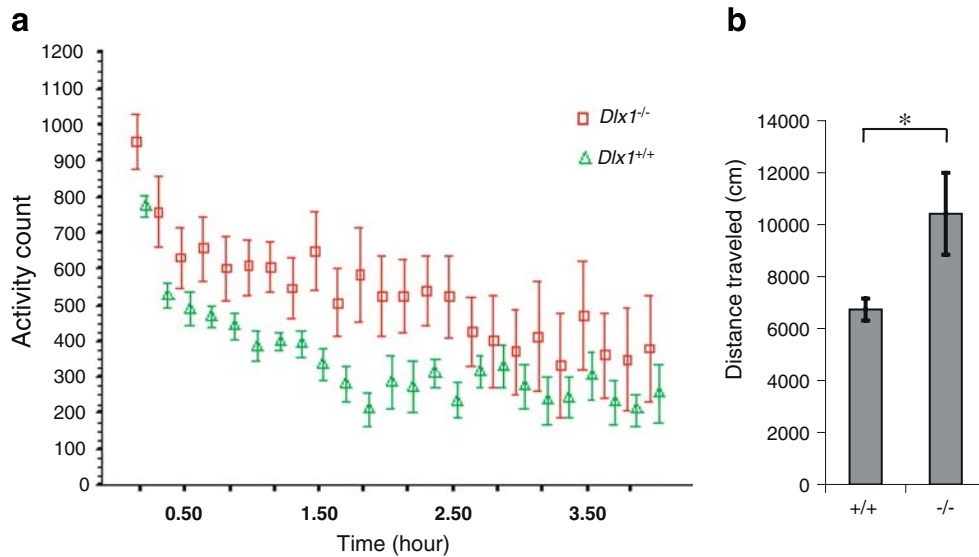 a
1200
1100
1000
900
800
700
600
500
400
300
200
100
0
Activity count
Dlx1-/-
Dlx1+/+
0.50 1.50 2.50 3.50
Time (hour)
b
14000
12000
10000
8000
6000
4000
2000
0
Distance traveled (cm)
*
+/+ -/-